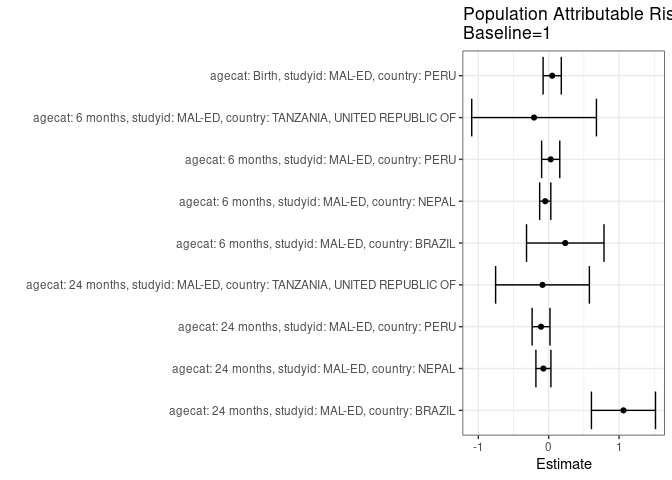 Population Attributable Ris
Baseline=1
agecat: Birth, studyid: MAL-ED, country: PERU
agecat: 6 months, studyid: MAL-ED, country: TANZANIA, UNITED REPUBLIC OF
agecat: 6 months, studyid: MAL-ED, country: PERU
agecat: 6 months, studyid: MAL-ED, country: NEPAL
agecat: 6 months, studyid: MAL-ED, country: BRAZIL
agecat: 24 months, studyid: MAL-ED, country: TANZANIA, UNITED REPUBLIC OF
agecat: 24 months, studyid: MAL-ED, country: PERU
agecat: 24 months, studyid: MAL-ED, country: NEPAL
agecat: 24 months, studyid: MAL-ED, country: BRAZIL
-1 0 1
Estimate